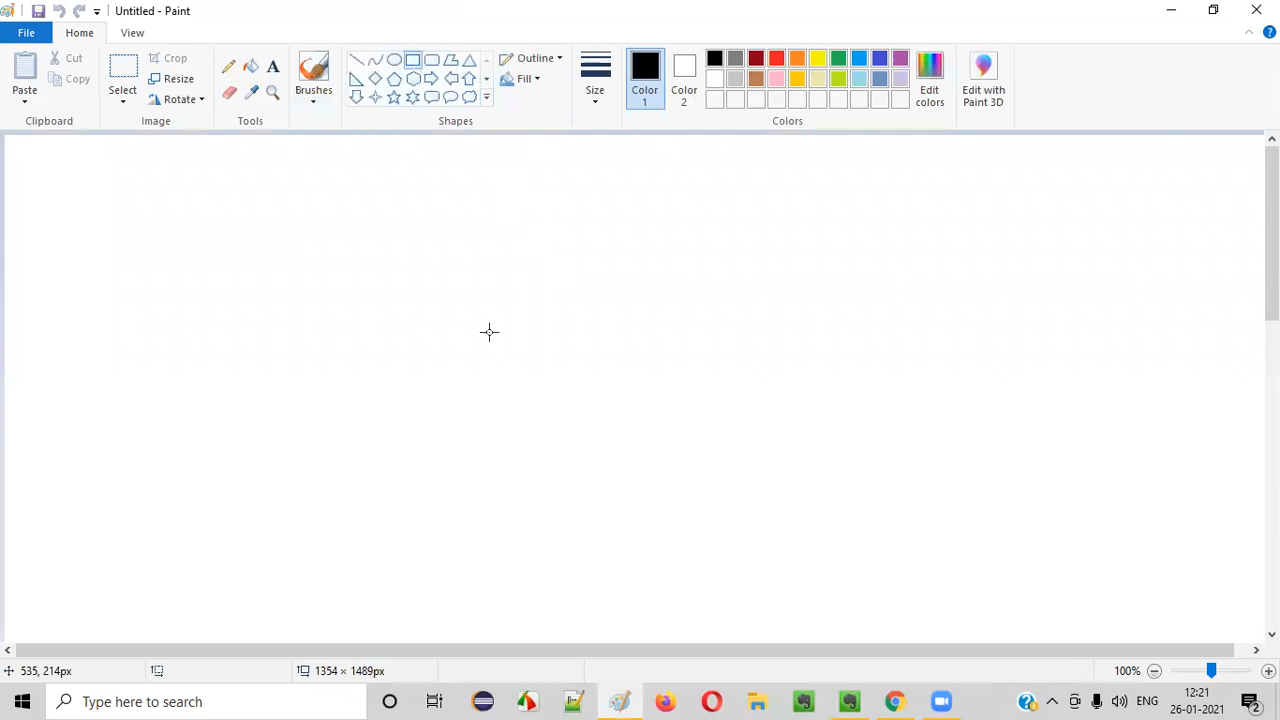 Untitled - Paint
File Home View
Paste Cut Copy
Clipboard
Select Crop Resize Rotate
Image
A
Tools
Brushes
Outline Fill
Shapes
Size
Color 1 Color 2
Edit colors
Colors
Edit with Paint 3D
535, 214px
1354 × 1489px
100%
Type here to search
ENG
12:21
26-01-2021
2